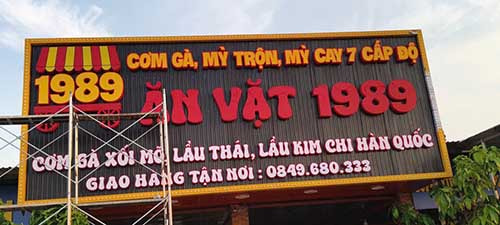 1989
CƠM GÀ, MỲ TRỘN, MỲ CAY 7 CẤP ĐỘ
ĂN VẶT 1989
CƠM GÀ XỐI MỠ, LẨU THÁI, LẨU KIM CHI HÀN QUỐC
GIAO HÀNG TẬN NƠI : 0849.680.333